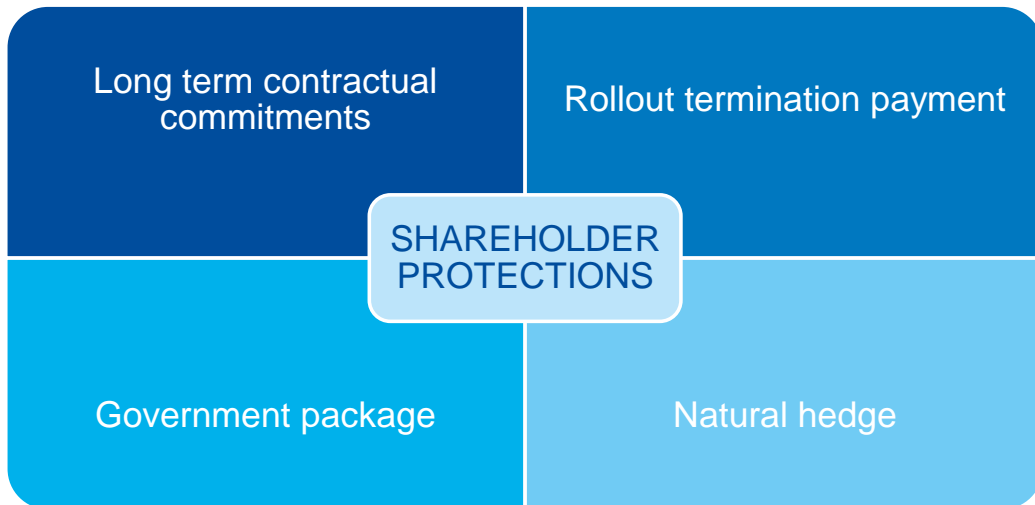 Long term contractual
commitments
Rollout termination payment
SHAREHOLDER
PROTECTIONS
Government package
Natural hedge